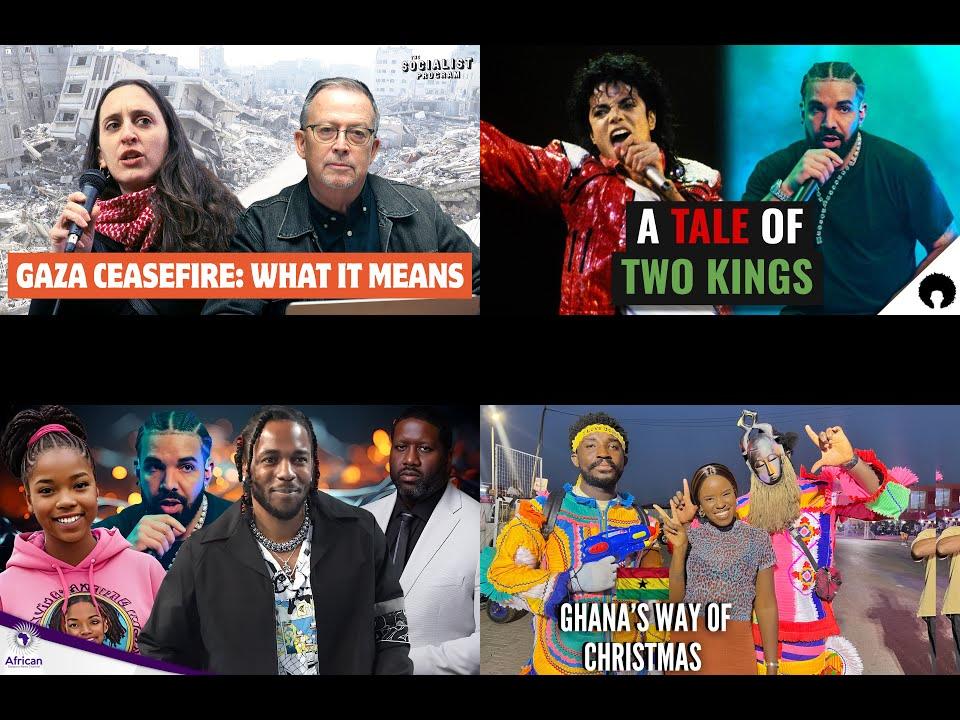 THE
SOCIALIST
PROGRAM
GAZA CEASEFIRE: WHAT IT MEANS
A TALE OF
TWO KINGS
African
GHANA'S WAY OF
CHRISTMAS